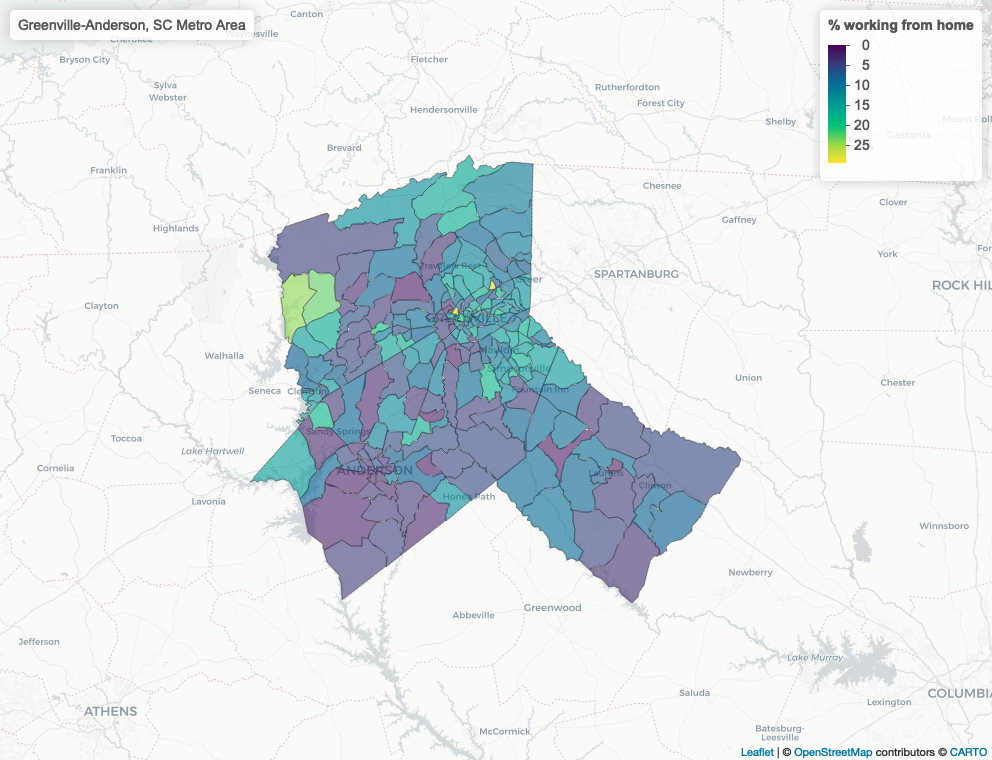 Greenville-Anderson, SC Metro Area
% working from home
0
5
10
15
20
25
Canton
Waynesville
Cherokee
Bryson City
Fletcher
Sylva
Webster
Rutherfordton
Forest City
Hendersonville
Shelby
Gastonia
Mount Holl
Brevard
Franklin
Chesnee
Clover
Gaffney
Highlands
York
For
Travelers Rest
Greer
SPARTANBURG
ROCK HIL
Clayton
GREENVILLE
Walhalla
Mauldin
Simpsonville
Union
Chester
Seneca
Clemson
Fountain Inn
Toccoa
Sandy Springs
Lake Hartwell
Cornelia
ANDERSON
Laurens
Clinton
Lavonia
Honea Path
Winnsboro
Newberry
Abbeville
Greenwood
Jefferson
Lake Murray
Saluda
COLUMBIA
Lexington
ATHENS
McCormick
Batesburg-
Leesville
Leaflet | © OpenStreetMap contributors © CARTO